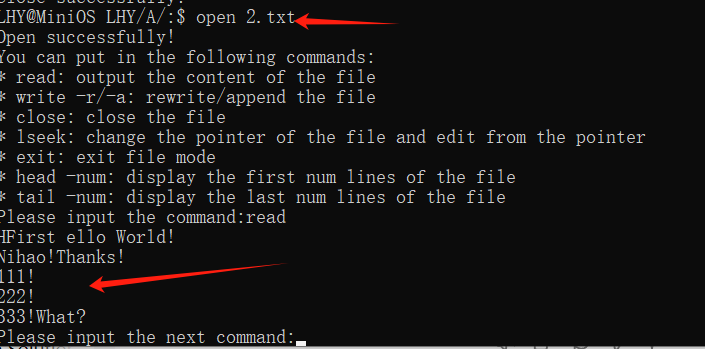 LHY@MiniOS LHY/A/:$ open 2.txt
Open successfully!
You can put in the following commands:
* read: output the content of the file
* write -r/-a: rewrite/append the file
* close: close the file
* lseek: change the pointer of the file and edit from the pointer
* exit: exit file mode
* head -num: display the first num lines of the file
* tail -num: display the last num lines of the file
Please input the command:read
HFirst ello World!
Nihao!Thanks!
111!
222!
333!What?
Please input the next command: